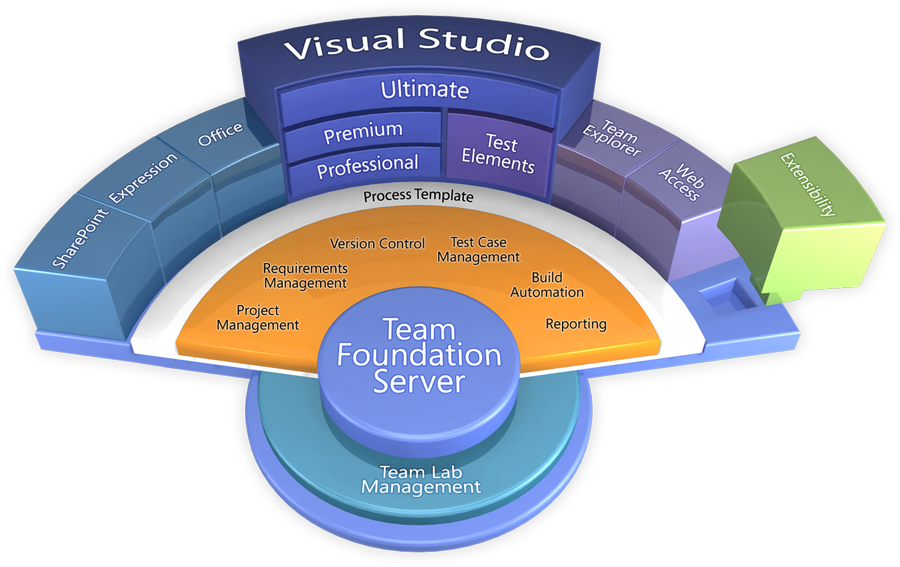 Visual Studio
Ultimate
Premium
Professional
Test
Elements
Office
Expression
SharePoint
Team
Explorer
Web
Access
Extensibility
Process Template
Version Control
Test Case
Management
Requirements
Management
Build
Automation
Project
Management
Reporting
Team
Foundation
Server
Team Lab
Management